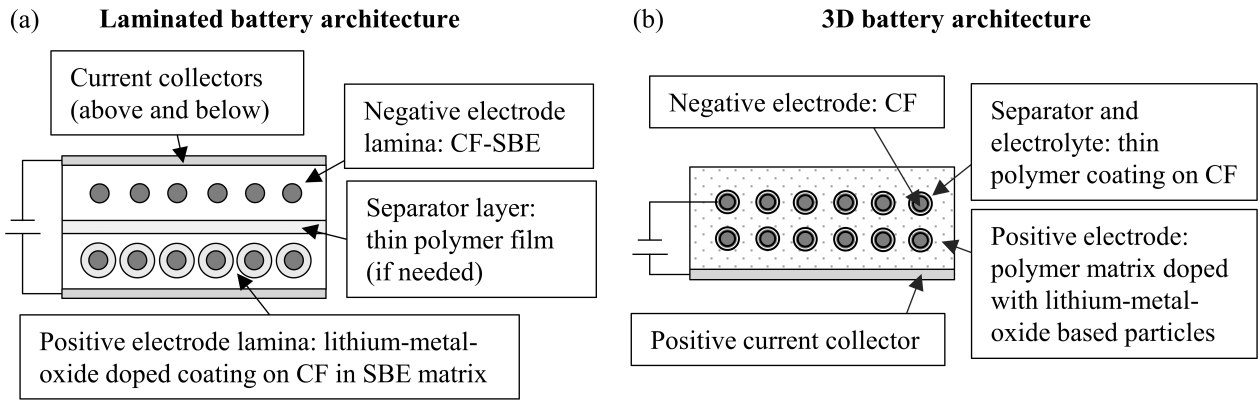 (a)
Laminated battery architecture
Current collectors
(above and below)
Negative electrode
lamina: CF-SBE
Separator layer:
thin polymer film
(if needed)
Positive electrode lamina: lithium-metal-
oxide doped coating on CF in SBE matrix
(b)
3D battery architecture
Negative electrode: CF
Separator and
electrolyte: thin
polymer coating on CF
Positive electrode:
polymer matrix doped
with lithium-metal-
oxide based particles
Positive current collector